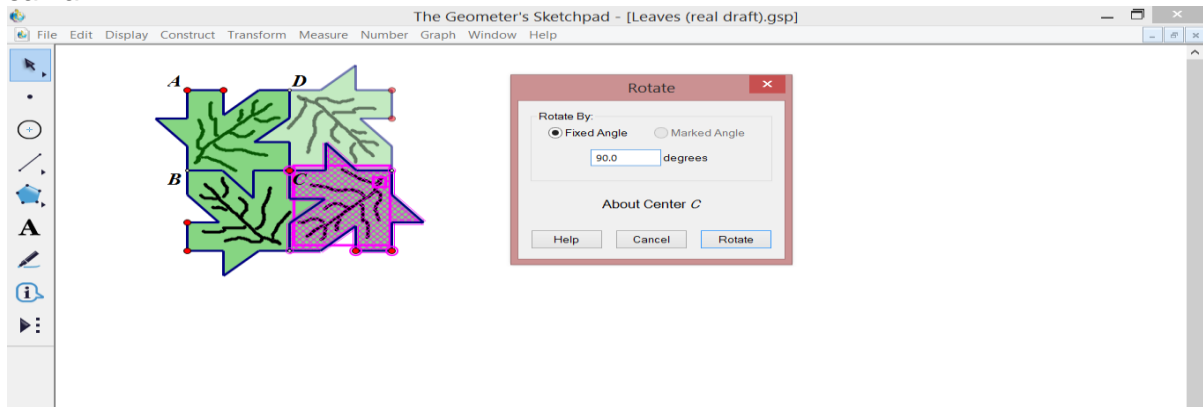 The Geometer's Sketchpad - [Leaves (real draft).gsp]
File Edit Display Construct Transform Measure Number Graph Window Help
A D
B C
A
Rotate
Rotate By:
Fixed Angle Marked Angle
90.0 degrees
About Center C
Help Cancel Rotate